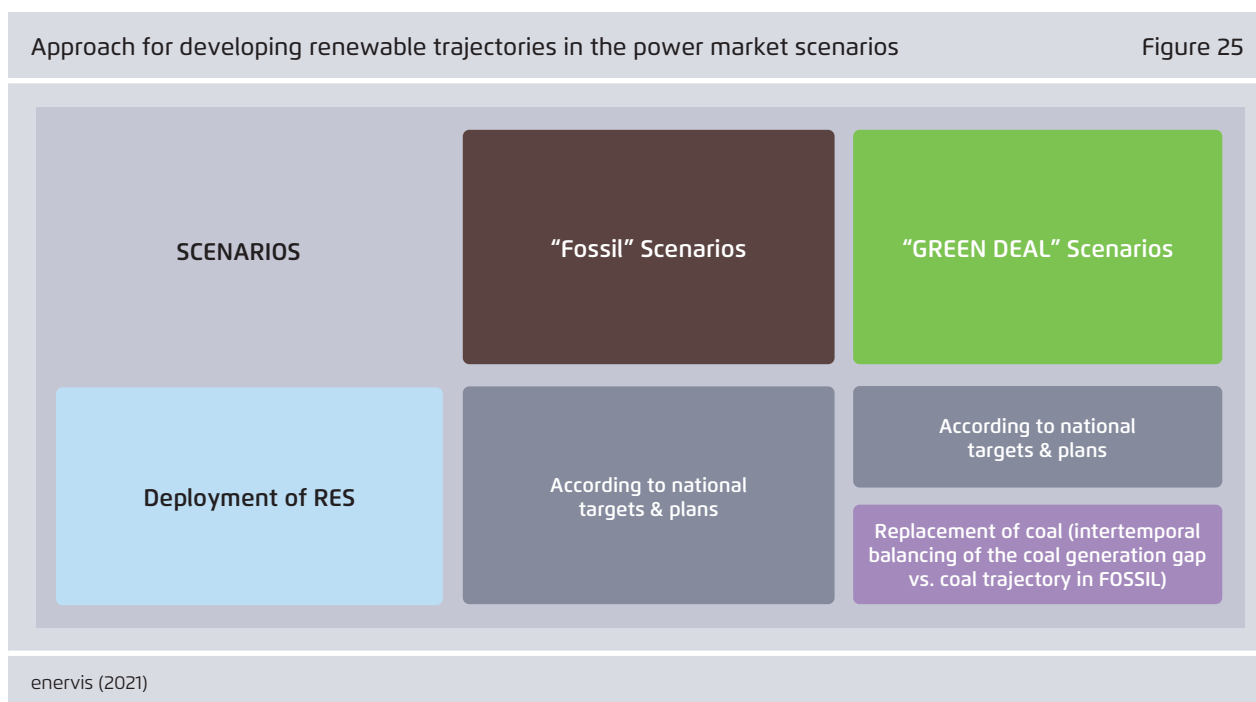 Approach for developing renewable trajectories in the power market scenarios
Figure 25
SCENARIOS
“Fossil” Scenarios
“GREEN DEAL” Scenarios
Deployment of RES
According to national
targets & plans
According to national
targets & plans
Replacement of coal (intertemporal
balancing of the coal generation gap
vs. coal trajectory in FOSSIL)
enervis (2021)